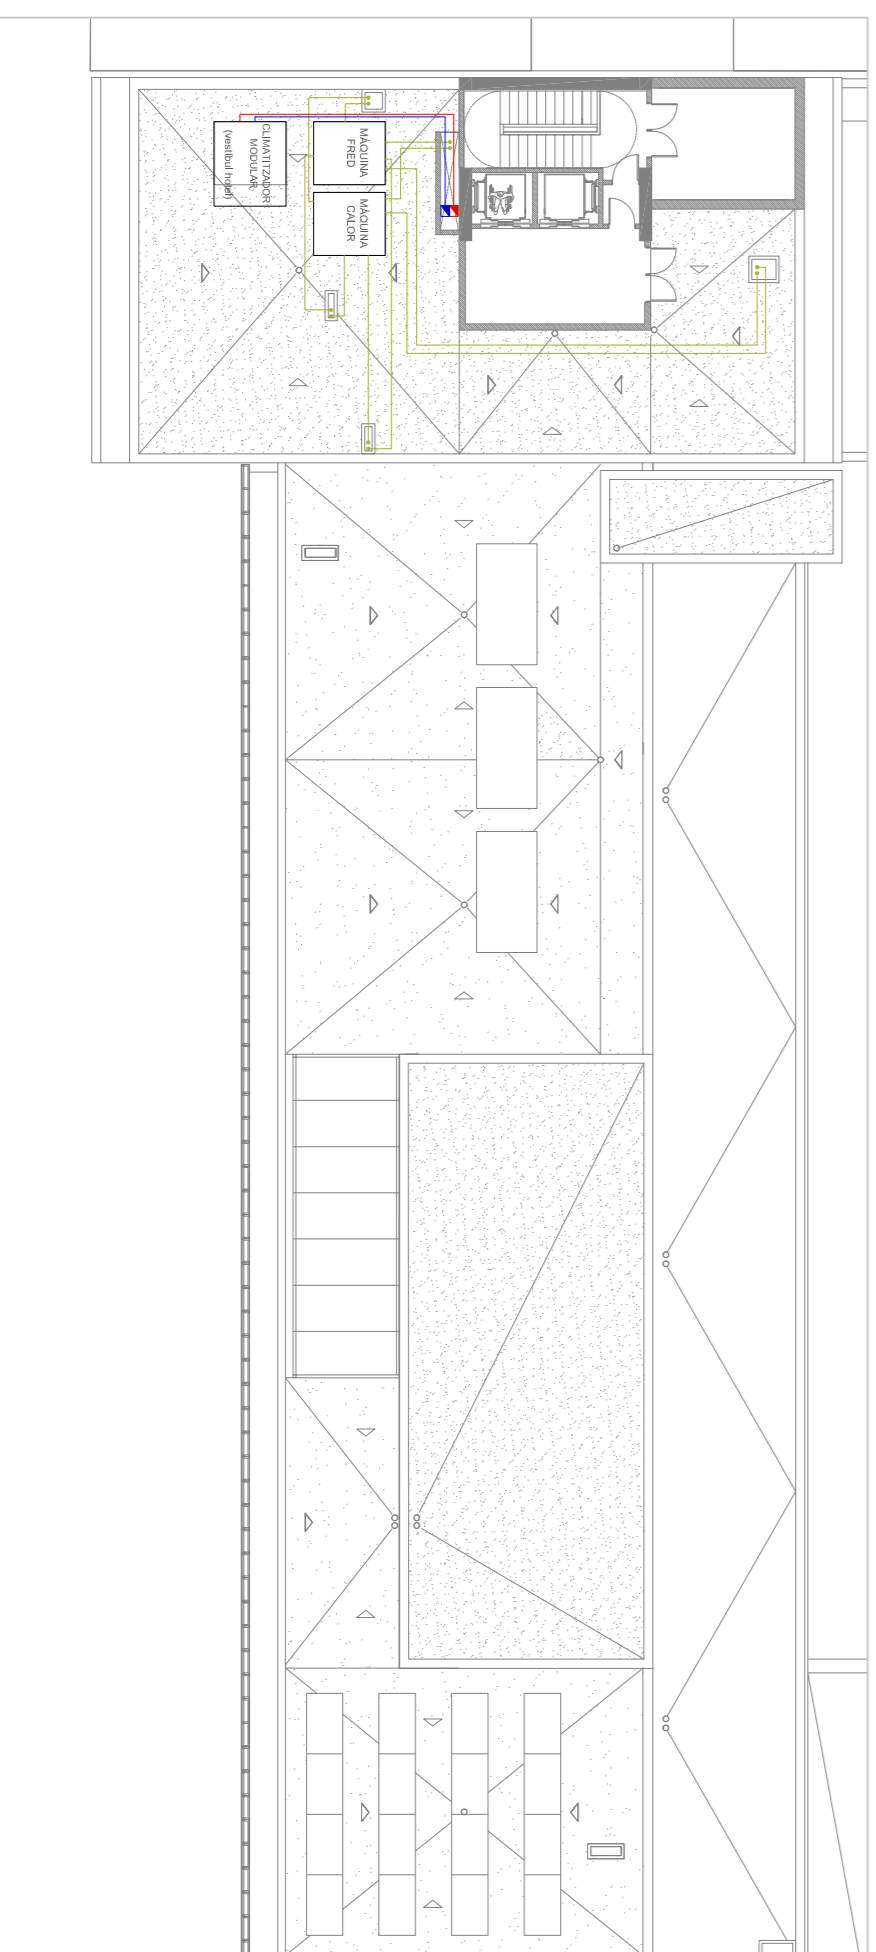 CLIMATITZADOR
MODULAR
(vestíbul hotel)
MÀQUINA
FRED
MÀQUINA
CALOR